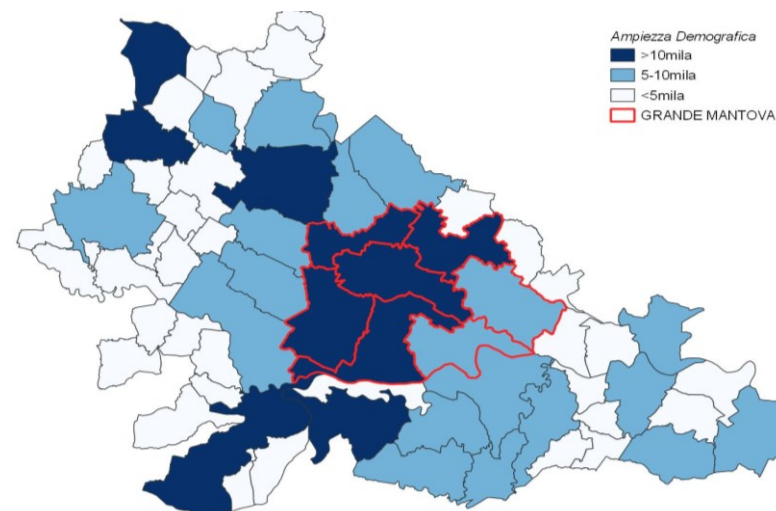 Ampiezza Demografica
>10mila
5-10mila
<5mila
GRANDE MANTOVA